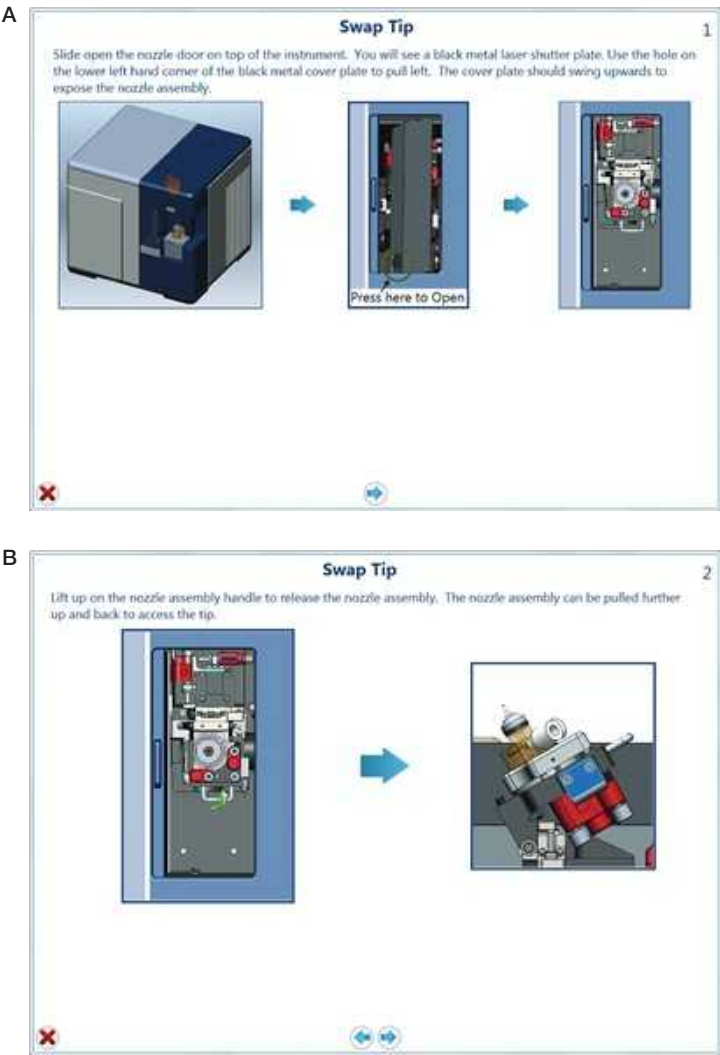 A
Swap Tip
1
Slide open the nozzle door on top of the instrument. You will see a black metal laser shutter plate. Use the hole on
the lower left hand corner of the black metal cover plate to pull left. The cover plate should swing upwards to
expose the nozzle assembly.
Press here to Open
B
Swap Tip
2
Lift up on the nozzle assembly handle to release the nozzle assembly. The nozzle assembly can be pulled further
up and back to access the tip.